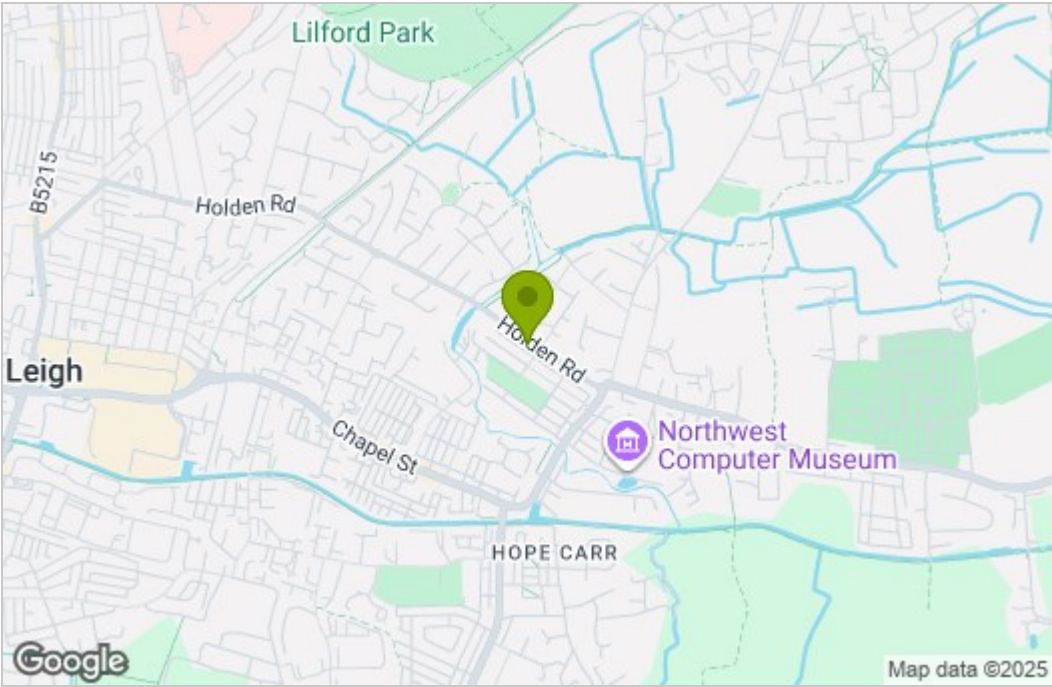 Lilford Park
B5215
Holden Rd
Holden Rd
Leigh
Chapel St
Northwest
Computer Museum
HOPE CARR
Google
Map data ©2025